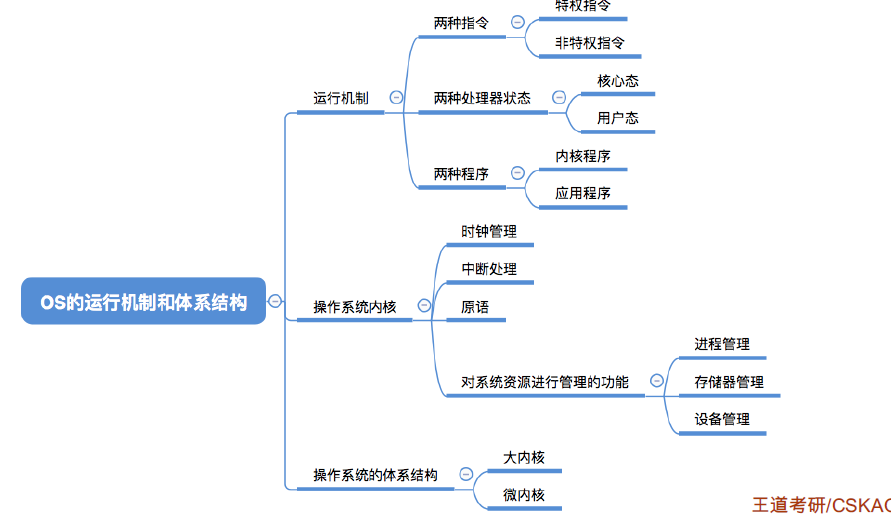 OS的运行机制和体系结构
运行机制
两种指令
特权指令
非特权指令
两种处理器状态
核心态
用户态
两种程序
内核程序
应用程序
操作系统内核
时钟管理
中断处理
原语
对系统资源进行管理的功能
进程管理
存储器管理
设备管理
操作系统的体系结构
大内核
微内核
王道考研/CSKAO